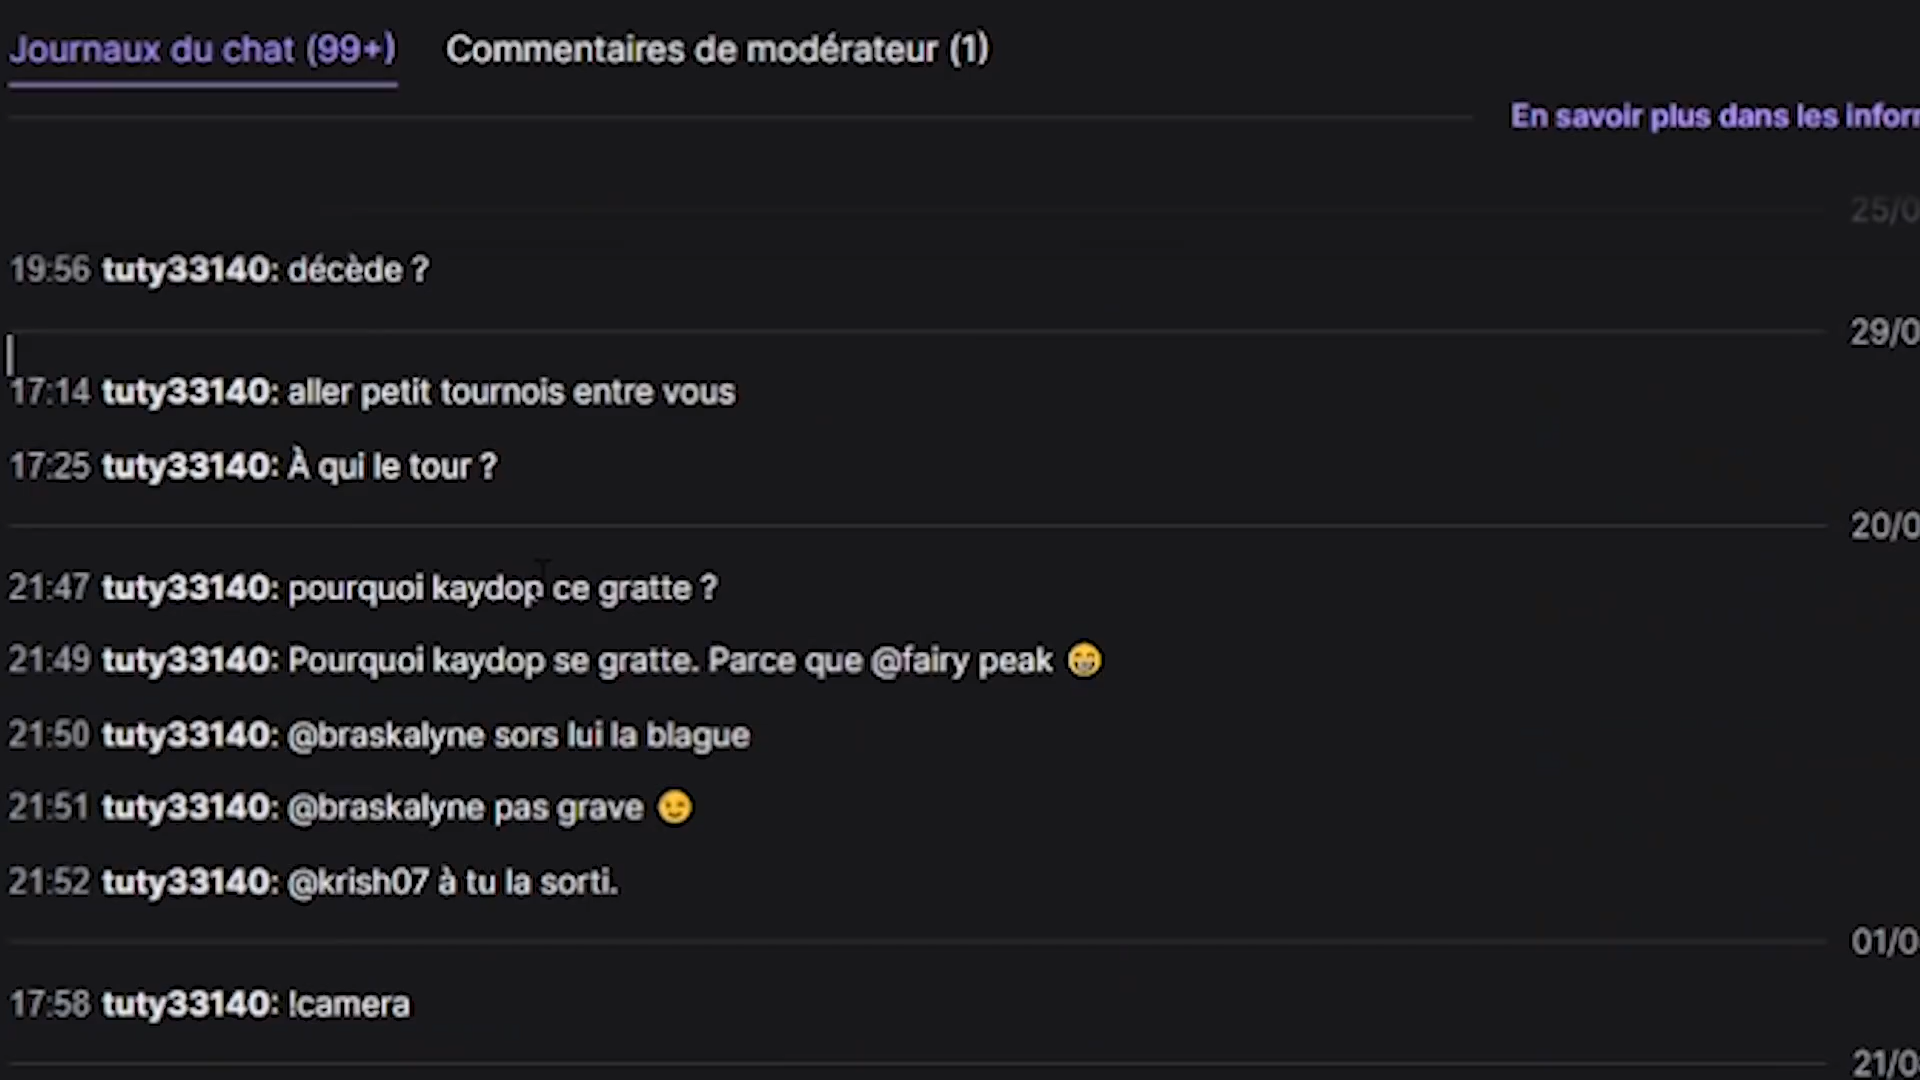 Journaux du chat (99+) Commentaires de modérateur (1)
En savoir plus dans les infor
25/0
19:56 tuty33140: décède ?
29/0
17:14 tuty33140: aller petit tournois entre vous
17:25 tuty33140: À qui le tour ?
20/0
21:47 tuty33140: pourquoi kaydop ce gratte ?
21:49 tuty33140: Pourquoi kaydop se gratte. Parce que @fairy peak 😁
21:50 tuty33140: @braskalyne sors lui la blague
21:51 tuty33140: @braskalyne pas grave 😉
21:52 tuty33140: @krish07 à tu la sorti.
01/0
17:58 tuty33140: !camera
21/0